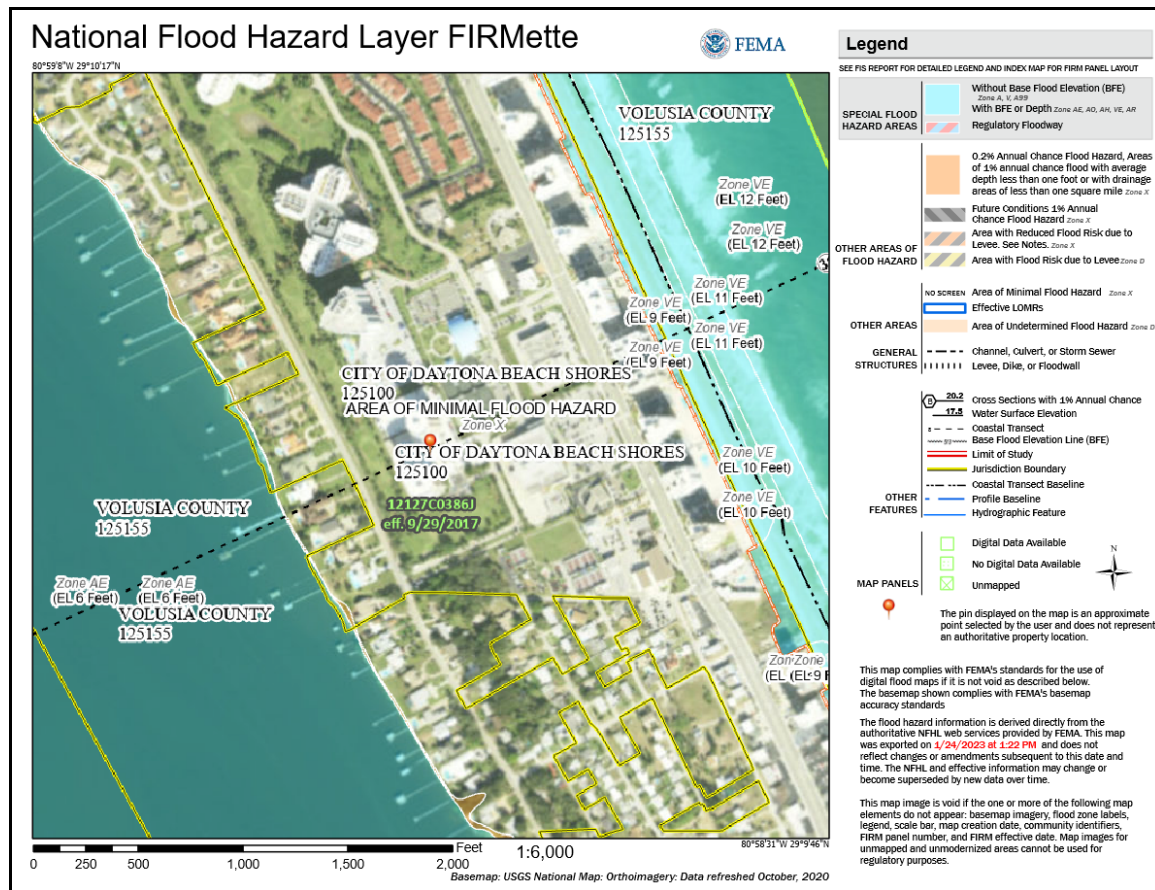 National Flood Hazard Layer FIRMette
FEMA
80°59'8"W 29°10'17"N
VOLUSIA COUNTY
125155
Zone VE
(EL 12 Feet)
Zone VE
(EL 12 Feet)
Zone VE
(EL 11 Feet)
Zone VE
(EL 9 Feet)
Zone VE
(EL 11 Feet)
Zone VE
(EL 9 Feet)
CITY OF DAYTONA BEACH SHORES
125100
AREA OF MINIMAL FLOOD HAZARD
Zone X
CITY OF DAYTONA BEACH SHORES
125100
Zone VE
(EL 10 Feet)
Zone VE
(EL 10 Feet)
12127C0386J
eff. 9/29/2017
VOLUSIA COUNTY
125155
Zone AE
(EL 6 Feet)
Zone AE
(EL 6 Feet)
VOLUSIA COUNTY
125155
Zone
(EL 9 F
80°58'31"W 29°9'46"N
0 250 500 1,000 1,500 2,000 Feet
1:6,000
Basemap: USGS National Map: Orthoimagery: Data refreshed October, 2020
Legend
SEE FIS REPORT FOR DETAILED LEGEND AND INDEX MAP FOR FIRM PANEL LAYOUT
SPECIAL FLOOD
HAZARD AREAS
Without Base Flood Elevation (BFE)
Zone A, V, A99
With BFE or Depth Zone AE, AO, AH, VE, AR
Regulatory Floodway
0.2% Annual Chance Flood Hazard, Areas
of 1% annual chance flood with average
depth less than one foot or with drainage
areas of less than one square mile Zone X
Future Conditions 1% Annual
Chance Flood Hazard Zone X
Area with Reduced Flood Risk due to
Levee. See Notes. Zone X
Area with Flood Risk due to Levee Zone D
OTHER AREAS OF
FLOOD HAZARD
NO SCREEN Area of Minimal Flood Hazard Zone X
Effective LOMRs
Area of Undetermined Flood Hazard Zone D
OTHER AREAS
GENERAL
STRUCTURES
Channel, Culvert, or Storm Sewer
Levee, Dike, or Floodwall
B 20.2 Cross Sections with 1% Annual Chance
17.5 Water Surface Elevation
8 Coastal Transect
513 Base Flood Elevation Line (BFE)
Limit of Study
Jurisdiction Boundary
Coastal Transect Baseline
Profile Baseline
Hydrographic Feature
OTHER
FEATURES
Digital Data Available
No Digital Data Available
Unmapped
MAP PANELS
N
The pin displayed on the map is an approximate
point selected by the user and does not represent
an authoritative property location.
This map complies with FEMA's standards for the use of
digital flood maps if it is not void as described below.
The basemap shown complies with FEMA's basemap
accuracy standards
The flood hazard information is derived directly from the
authoritative NFHL web services provided by FEMA. This map
was exported on 1/24/2023 at 1:22 PM and does not
reflect changes or amendments subsequent to this date and
time. The NFHL and effective information may change or
become superseded by new data over time.
This map image is void if the one or more of the following map
elements do not appear: basemap imagery, flood zone labels,
legend, scale bar, map creation date, community identifiers,
FIRM panel number, and FIRM effective date. Map images for
unmapped and unmodernized areas cannot be used for
regulatory purposes.